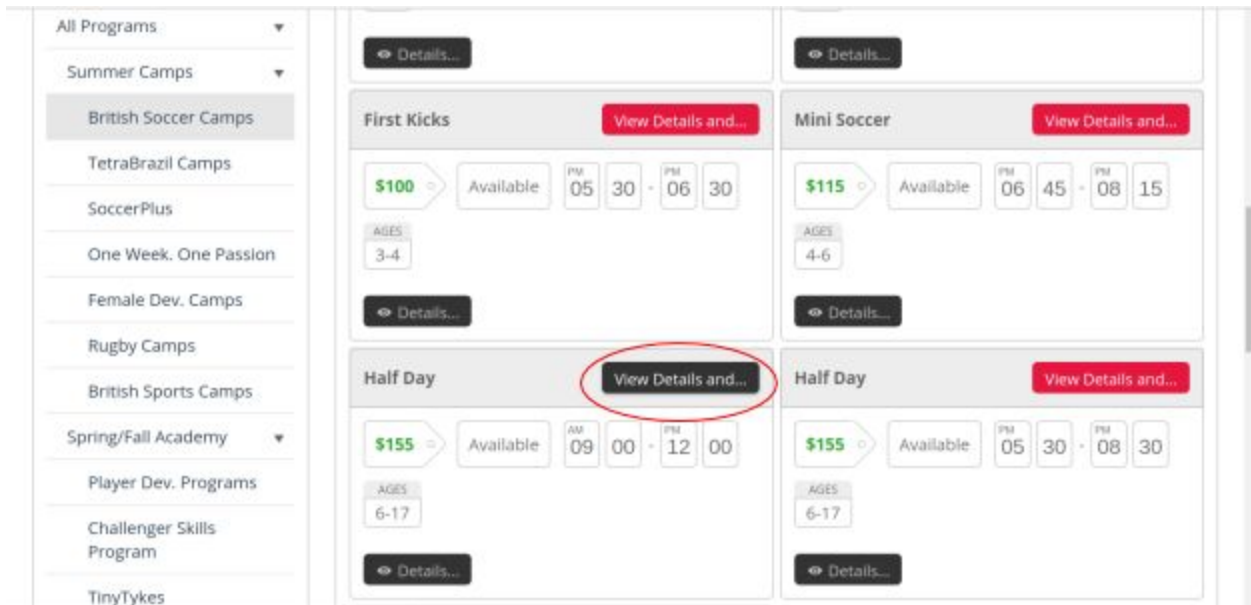 All Programs
Summer Camps
British Soccer Camps
TetraBrazil Camps
SoccerPlus
One Week. One Passion
Female Dev. Camps
Rugby Camps
British Sports Camps
Spring/Fall Academy
Player Dev. Programs
Challenger Skills
Program
TinyTykes
Details...
Details...
First Kicks View Details and...
$100 Available PM 05 30 - PM 06 30
AGES
3-4
Details...
Mini Soccer View Details and...
$115 Available PM 06 45 - PM 08 15
AGES
4-6
Details...
Half Day View Details and...
$155 Available AM 09 00 - PM 12 00
AGES
6-17
Details...
Half Day View Details and...
$155 Available PM 05 30 - PM 08 30
AGES
6-17
Details...